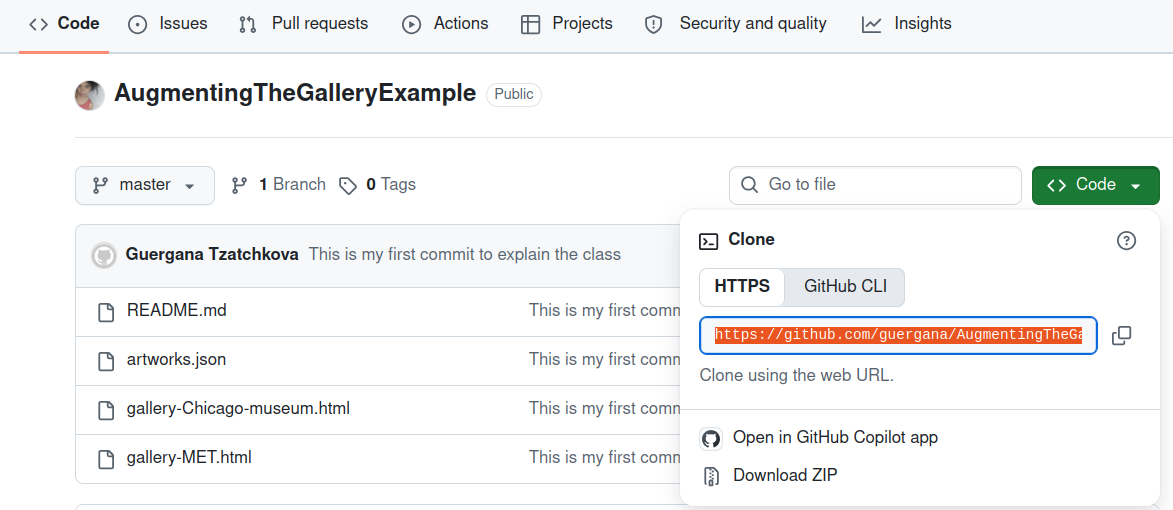 Code Issues Pull requests Actions Projects Security and quality Insights
AugmentingTheGalleryExample Public
master 1 Branch 0 Tags Go to file Code
Guergana Tzatchkova This is my first commit to explain the class
README.md This is my first comm
artworks.json This is my first comm
gallery-Chicago-museum.html This is my first comm
gallery-MET.html This is my first comm
Clone
HTTPS GitHub CLI
https://github.com/guergana/AugmentingTheGa
Clone using the web URL.
Open in GitHub Copilot app
Download ZIP